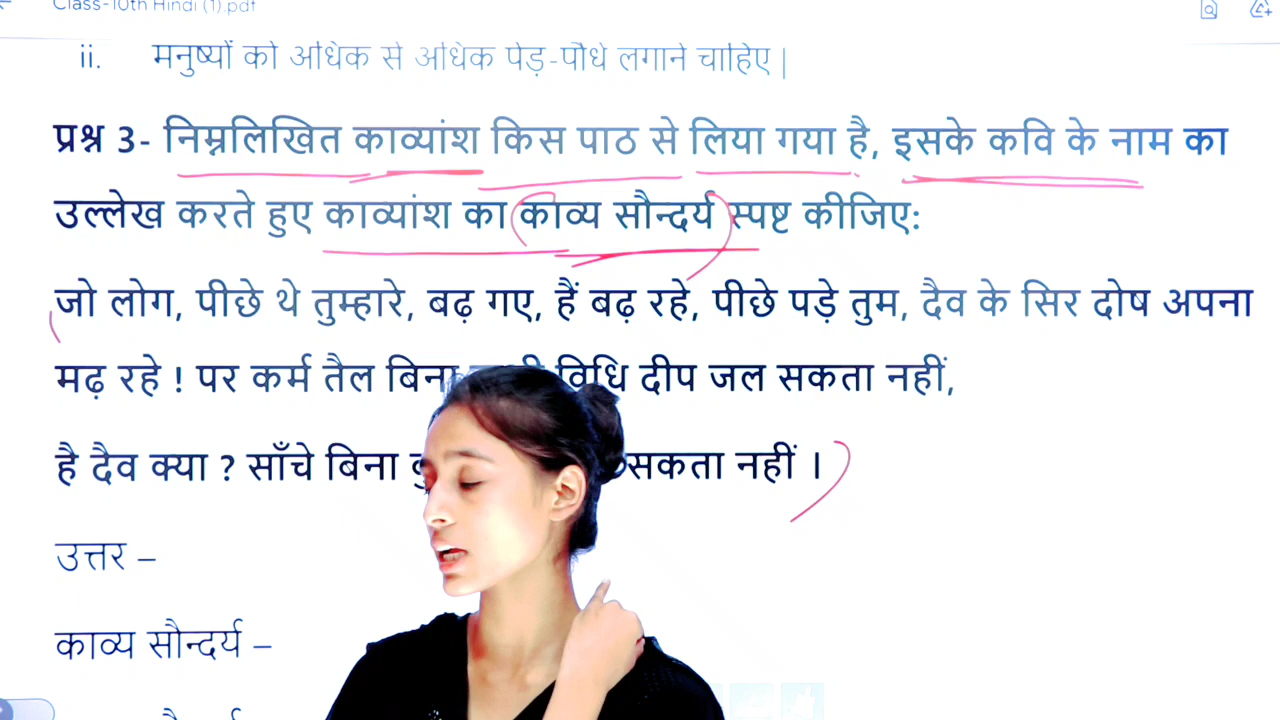 Class-10th Hindi (1).pdf
ii. मनुष्यों को अधिक से अधिक पेड़-पौधे लगाने चाहिए |
प्रश्न 3- निम्नलिखित काव्यांश किस पाठ से लिया गया है, इसके कवि के नाम का
उल्लेख करते हुए काव्यांश का काव्य सौन्दर्य स्पष्ट कीजिए:
जो लोग, पीछे थे तुम्हारे, बढ़ गए, हैं बढ़ रहे, पीछे पड़े तुम, दैव के सिर दोष अपना
मढ़ रहे ! पर कर्म तैल बिना विधि दीप जल सकता नहीं,
है दैव क्या ? साँचे बिना सकता नहीं ।
उत्तर –
काव्य सौन्दर्य –